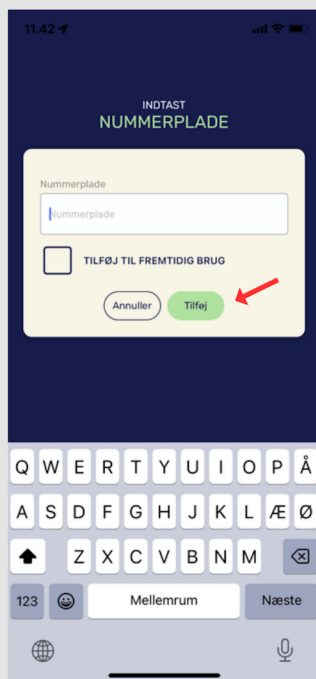 11.42
INDTAST
NUMMERPLADE
Nummerplade
Nummerplade
TILFØJ TIL FREMTIDIG BRUG
Annuller Tilføj
Q W E R T Y U I O P Å
A S D F G H J K L Æ Ø
Z X C V B N M
123 Mellemrum Næste